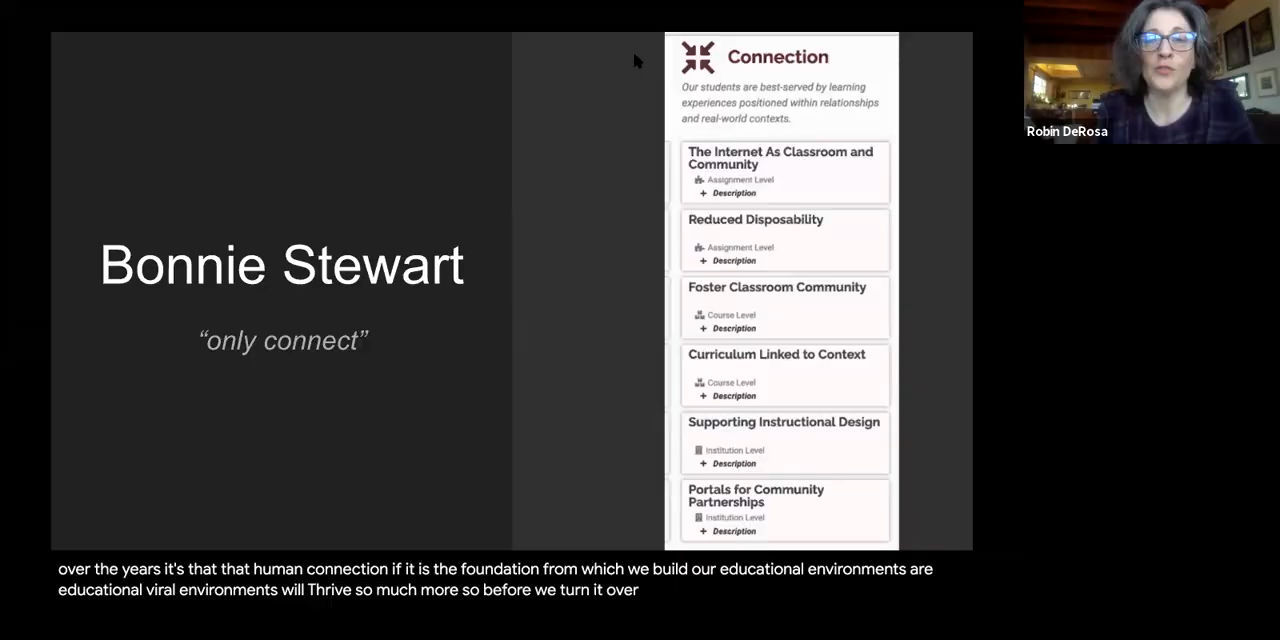 Bonnie Stewart
“only connect”
Connection
Our students are best-served by learning
experiences positioned within relationships
and real-world contexts.
The Internet As Classroom and
Community
Assignment Level
+ Description
Reduced Disposability
Assignment Level
+ Description
Foster Classroom Community
Course Level
+ Description
Curriculum Linked to Context
Course Level
+ Description
Supporting Instructional Design
Institution Level
+ Description
Portals for Community
Partnerships
Institution Level
+ Description
Robin DeRosa
over the years it's that that human connection if it is the foundation from which we build our educational environments are
educational viral environments will Thrive so much more so before we turn it over